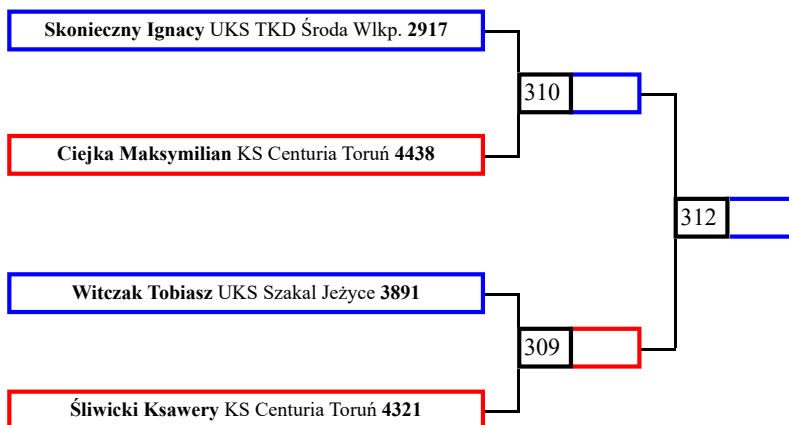 Skonieczny Ignacy UKS TKD Środa Wlkp. 2917
310
Ciejka Maksymilian KS Centuria Toruń 4438
312
Witczak Tobiasz UKS Szakal Jeżyce 3891
309
Śliwicki Ksawery KS Centuria Toruń 4321